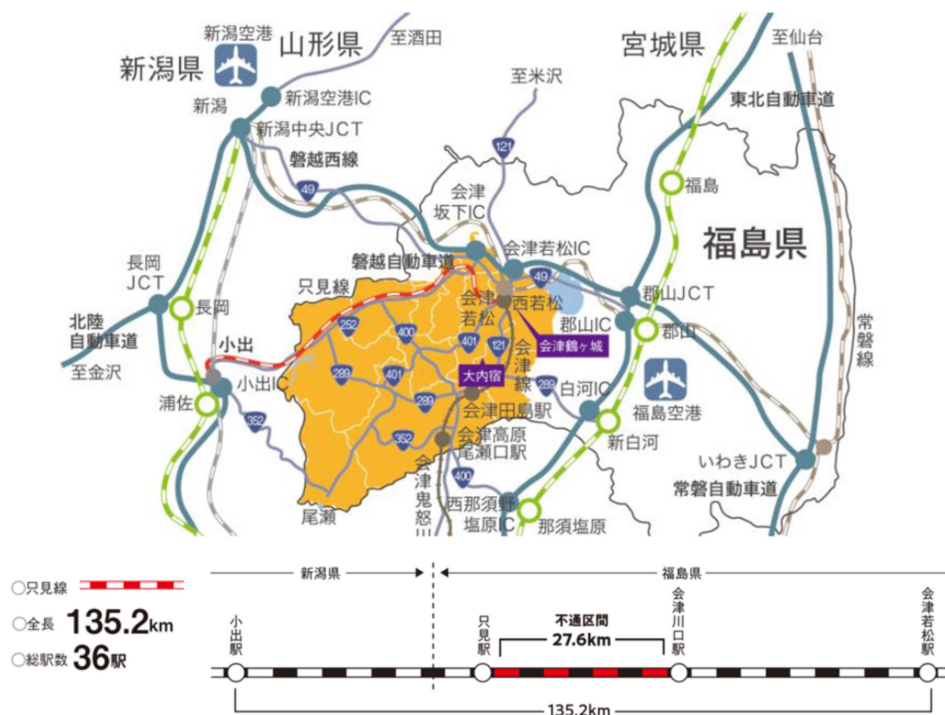 新潟空港
山形県
至酒田
宮城県
至仙台
新潟県
至米沢
新潟空港IC
東北自動車道
新潟
新潟中央JCT
121
磐越西線
49
福島
会津
坂下IC
福島県
長岡
JCT
磐越自動車道
会津若松IC
49
只見線
郡山JCT
長岡
会津
若松
西若松
北陸
自動車道
252
400
郡山IC
郡山
常磐線
小出
401
121
会津鶴ヶ城
至金沢
大内宿
会津線
小出IC
289
401
289
白河IC
福島空港
浦佐
289
会津田島駅
352
352
会津高原
尾瀬口駅
新白河
いわきJCT
400
会津鬼怒川
西那須野
塩原IC
常磐自動車道
尾瀬
那須塩原
新潟県
福島県
只見線
全長 135.2km
総駅数 36駅
小出駅
只見駅
不通区間
27.6km
会津川口駅
会津若松駅
135.2km